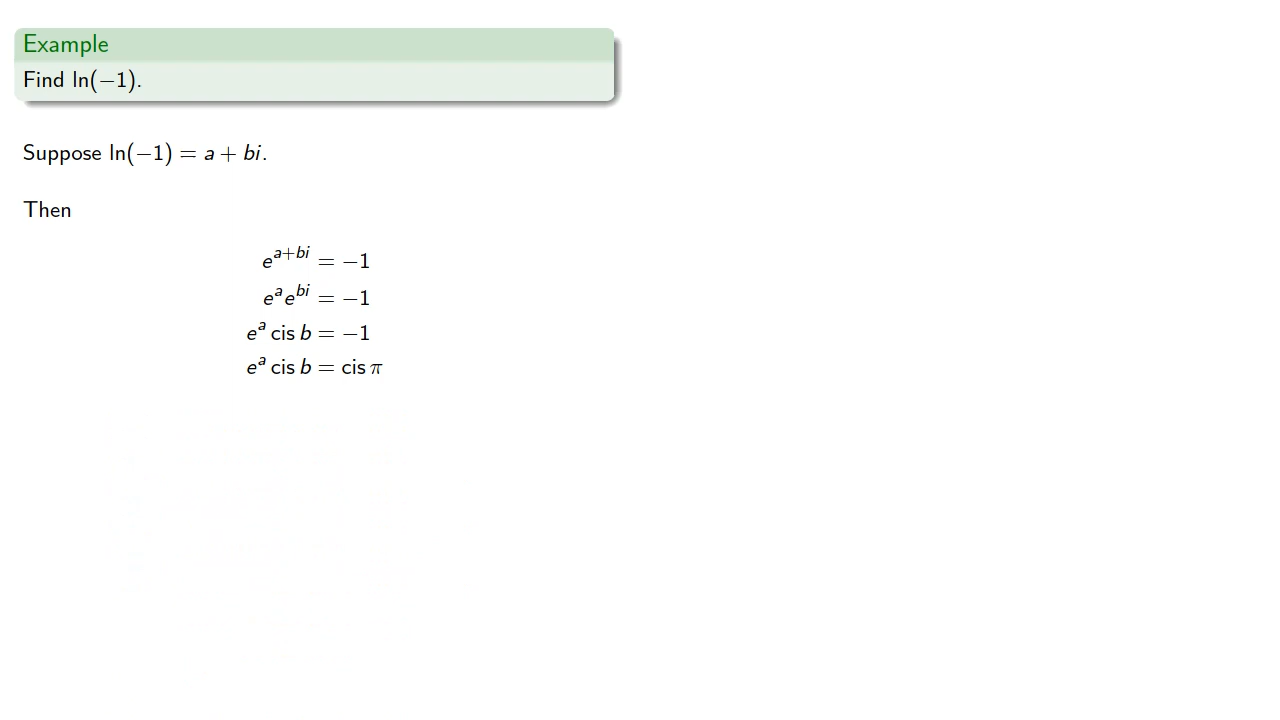 Example
Find ln(−1).
Suppose ln(−1) = a + bi.
Then
e^{a+bi} = −1
e^a e^{bi} = −1
e^a cis b = −1
e^a cis b = cis π